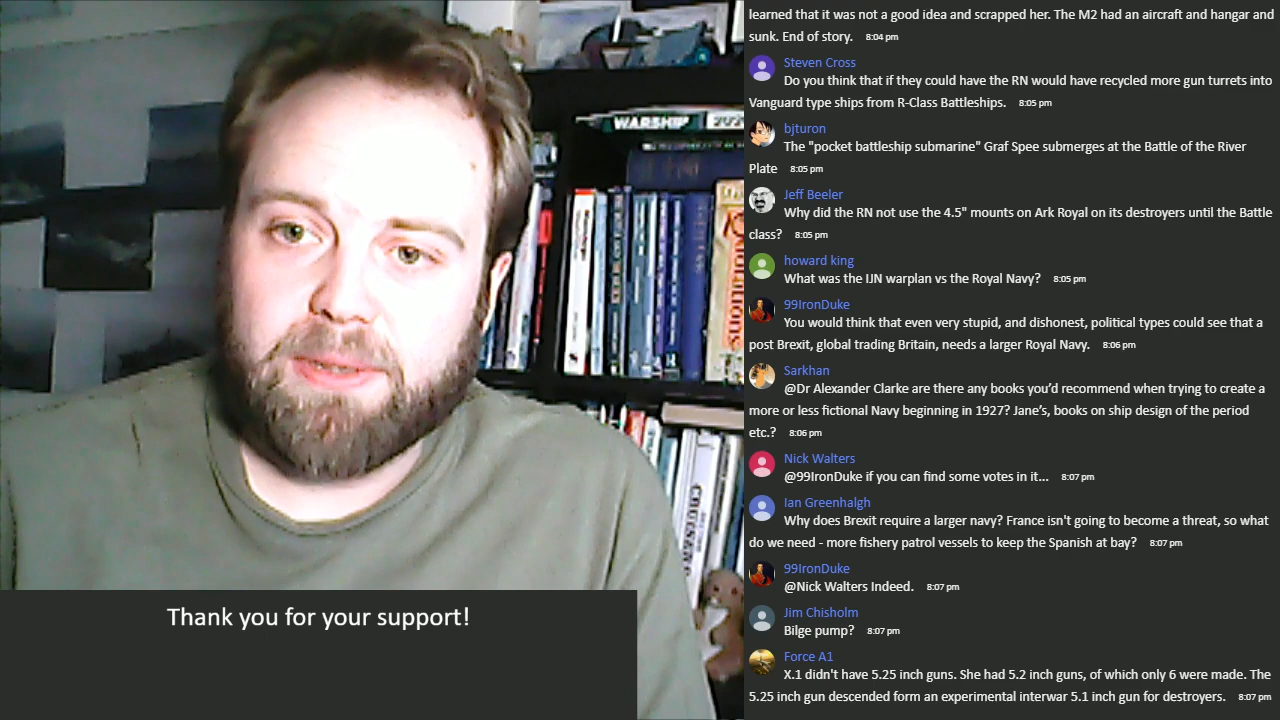 WARSHIP 202
Thank you for your support!
learned that it was not a good idea and scrapped her. The M2 had an aircraft and hangar and
sunk. End of story. 8:04 pm
Steven Cross
Do you think that if they could have the RN would have recycled more gun turrets into
Vanguard type ships from R-Class Battleships. 8:05 pm
bjturon
The "pocket battleship submarine" Graf Spee submerges at the Battle of the River
Plate 8:05 pm
Jeff Beeler
Why did the RN not use the 4.5" mounts on Ark Royal on its destroyers until the Battle
class? 8:05 pm
howard king
What was the IJN warplan vs the Royal Navy? 8:05 pm
99IronDuke
You would think that even very stupid, and dishonest, political types could see that a
post Brexit, global trading Britain, needs a larger Royal Navy. 8:06 pm
Sarkhan
@Dr Alexander Clarke are there any books you’d recommend when trying to create a
more or less fictional Navy beginning in 1927? Jane’s, books on ship design of the period
etc.? 8:06 pm
Nick Walters
@99IronDuke if you can find some votes in it... 8:07 pm
Ian Greenhalgh
Why does Brexit require a larger navy? France isn't going to become a threat, so what
do we need - more fishery patrol vessels to keep the Spanish at bay? 8:07 pm
99IronDuke
@Nick Walters Indeed. 8:07 pm
Jim Chisholm
Bilge pump? 8:07 pm
Force A1
X.1 didn't have 5.25 inch guns. She had 5.2 inch guns, of which only 6 were made. The
5.25 inch gun descended form an experimental interwar 5.1 inch gun for destroyers. 8:07 pm